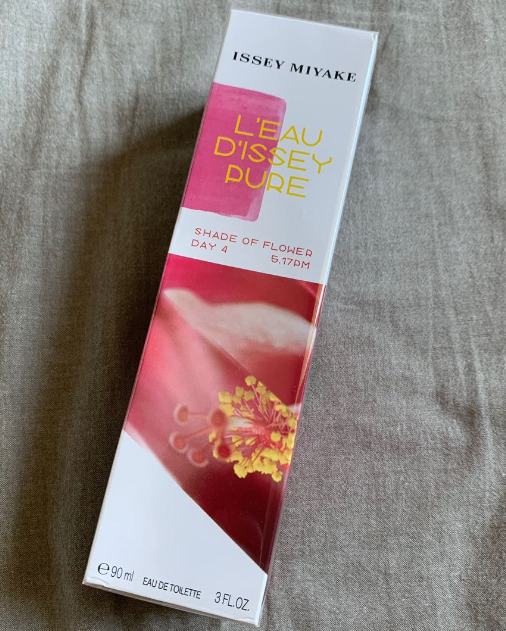 ISSEY MIYAKE
L'EAU
D'ISSEY
PURE
SHADE OF FLOWER
DAY 4 5.17PM
℮ 90 ml EAU DE TOILETTE 3 FL.OZ.